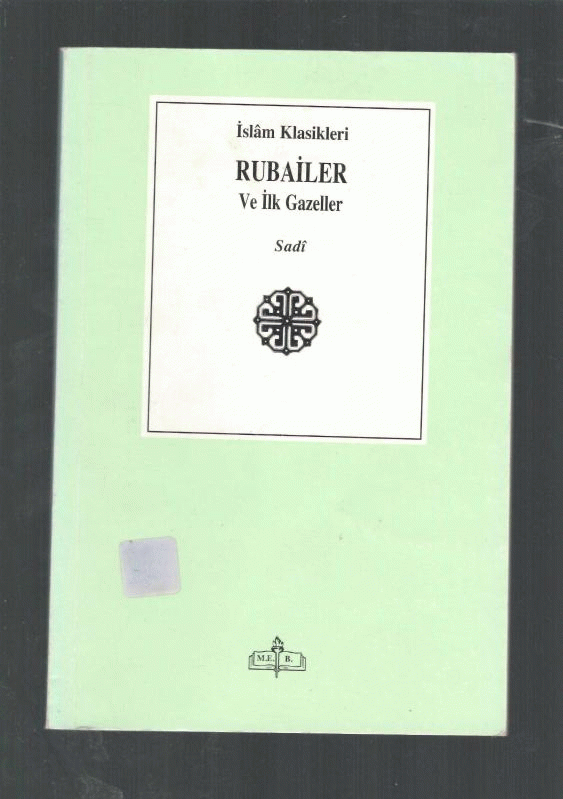 İslâm Klasikleri
RUBAİLER
Ve İlk Gazeller
Sadî
M.E. B.